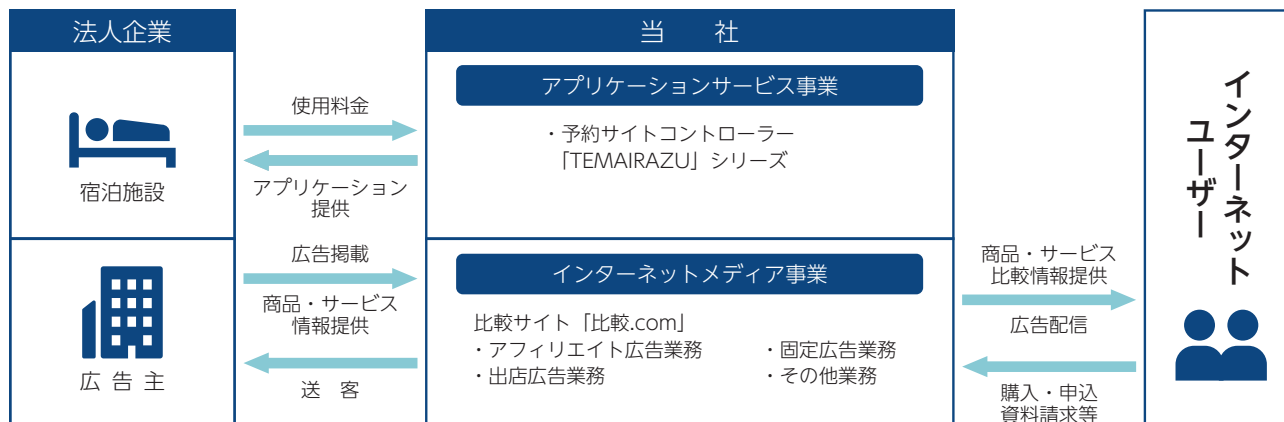 法人企業
宿泊施設
広告主
使用料金
アプリケーション
提供
広告掲載
商品・サービス
情報提供
送 客
当 社
アプリケーションサービス事業
・予約サイトコントローラー
「TEMAIRAZU」シリーズ
インターネットメディア事業
比較サイト「比較.com」
・アフィリエイト広告業務 ・固定広告業務
・出店広告業務 ・その他業務
商品・サービス
比較情報提供
広告配信
購入・申込
資料請求等
インターネット
ユーザー